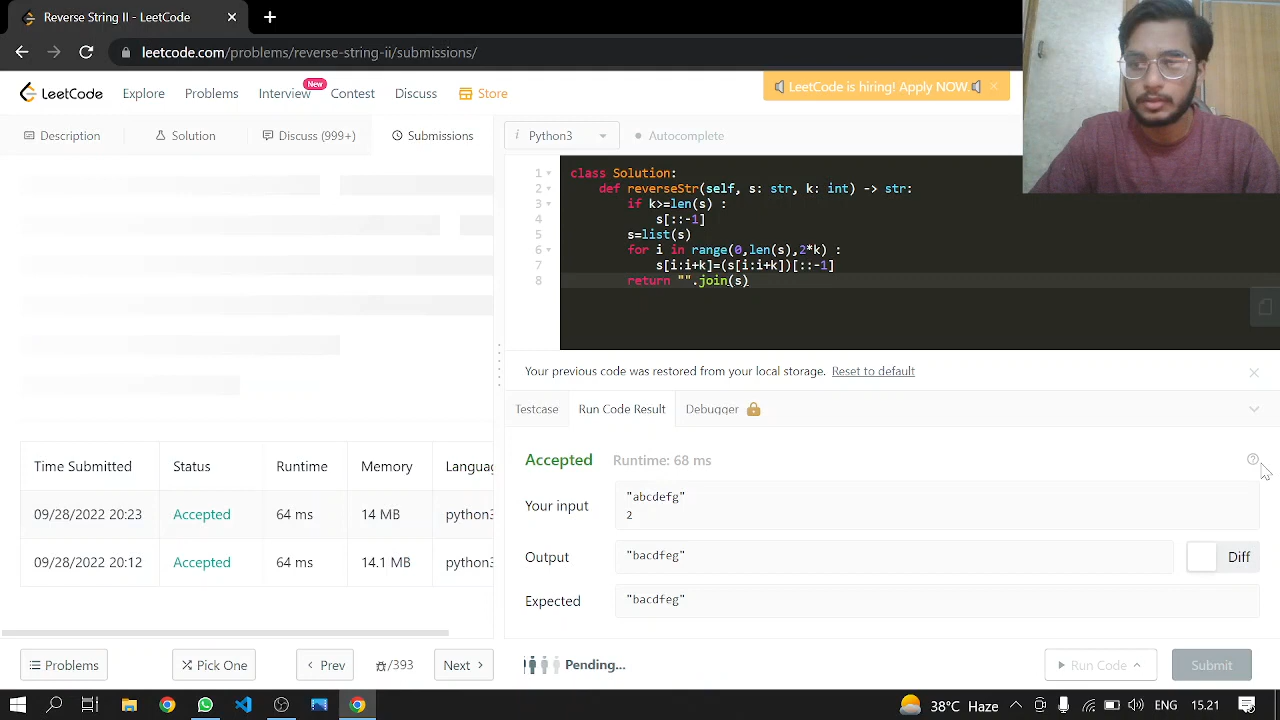 String II - LeetCode
leetcode.com/problems/reverse-string-ii/submissions/
LeetCode
Explore
Problems
Interview
New
Contest
Discuss
Store
LeetCode is hiring! Apply NOW.
Description
Solution
Discuss (999+)
Submissions
i Python3
Autocomplete
1 class Solution:
2 def reverseStr(self, s: str, k: int) -> str:
3 if k>=len(s) :
4 s[::-1]
5 s=list(s)
6 for i in range(0,len(s),2*k) :
7 s[i:i+k]=(s[i:i+k])[::-1]
8 return "".join(s)
Your previous code was restored from your local storage. Reset to default
Testcase
Run Code Result
Debugger
Accepted Runtime: 68 ms
Your input
"abcdefg"
2
Output
"bacdfeg"
Diff
Expected
"bacdfeg"
Time Submitted Status Runtime Memory Languag
09/28/2022 20:23 Accepted 64 ms 14 MB python3
09/28/2022 20:12 Accepted 64 ms 14.1 MB python3
Problems
Pick One
Prev
/393
Next
Pending...
Run Code
Submit
38°C Haze
ENG
15.21